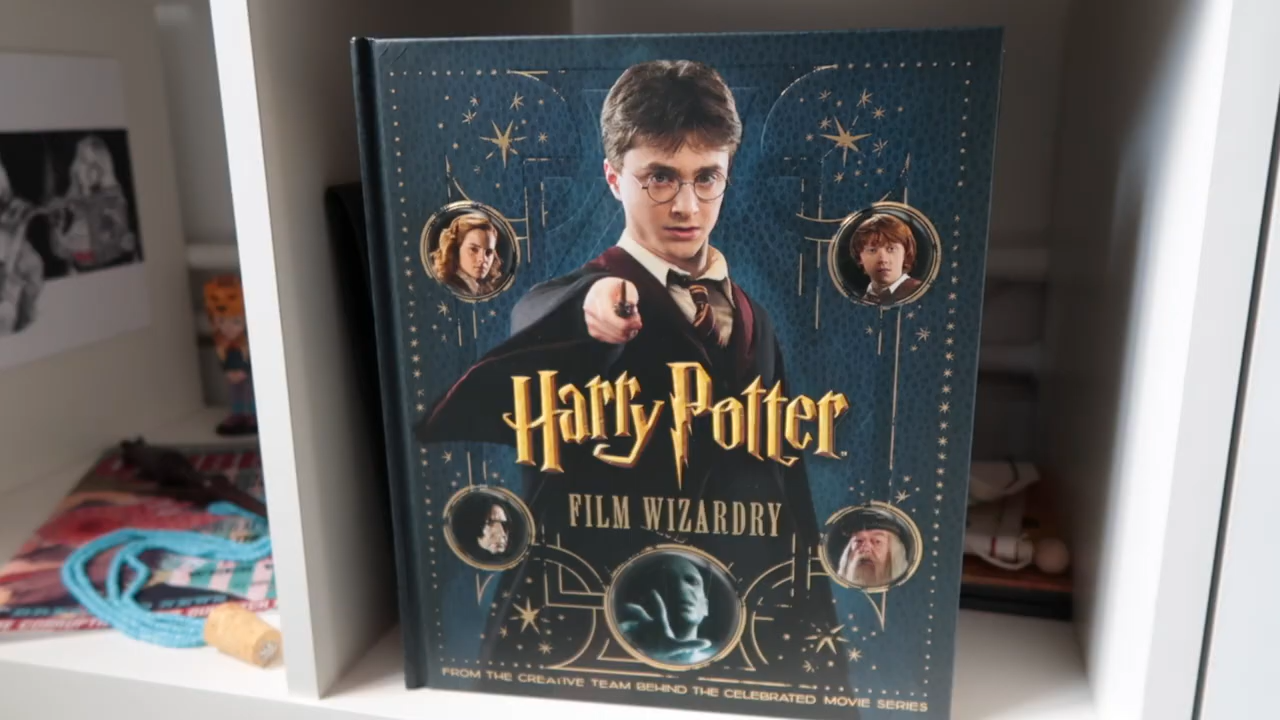 Harry Potter
FILM WIZARDRY
FROM THE CREATIVE TEAM BEHIND THE CELEBRATED MOVIE SERIES